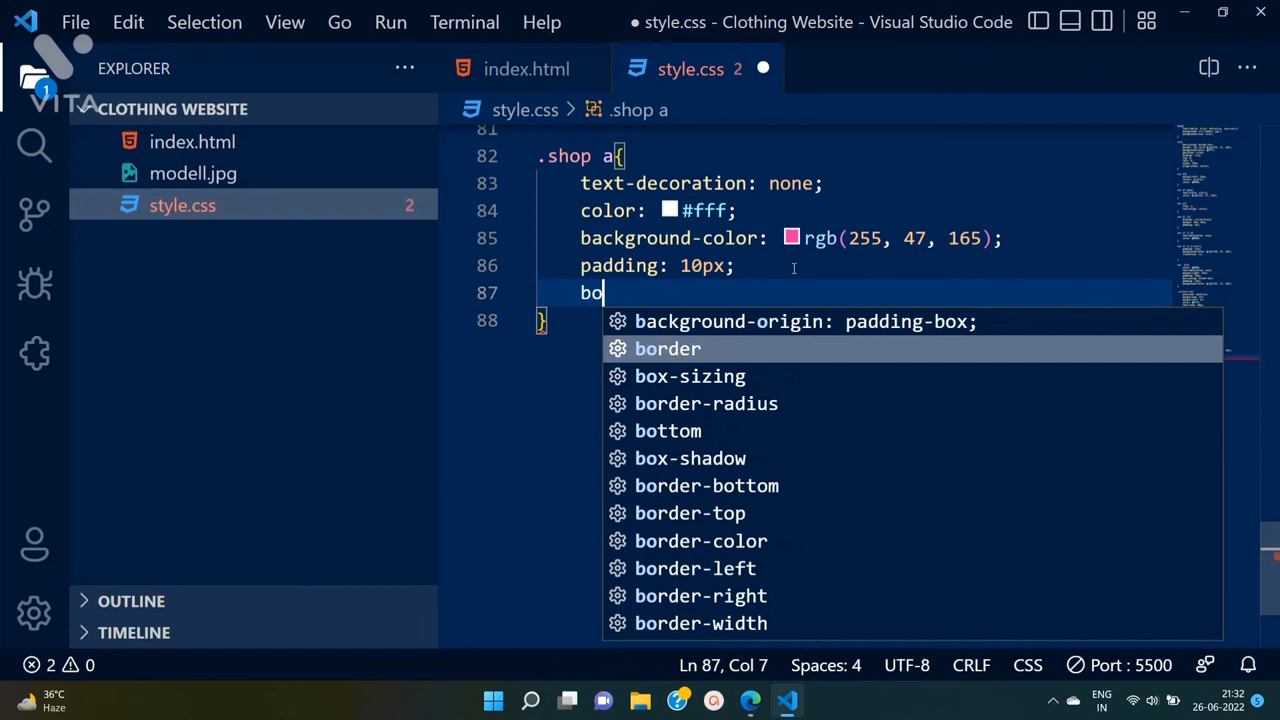 File Edit Selection View Go Run Terminal Help
● style.css - Clothing Website - Visual Studio Code
VITA
1
EXPLORER
CLOTHING WEBSITE
index.html
modell.jpg
style.css 2
OUTLINE
TIMELINE
index.html
style.css 2
style.css > .shop a
81
82 .shop a{
83 text-decoration: none;
84 color: #fff;
85 background-color: rgb(255, 47, 165);
86 padding: 10px;
87 bo
88 }
background-origin: padding-box;
border
box-sizing
border-radius
bottom
box-shadow
border-bottom
border-top
border-color
border-left
border-right
border-width
2 0
Ln 87, Col 7 Spaces: 4 UTF-8 CRLF CSS Port : 5500
36°C
Haze
ENG
IN
21:32
26-06-2022
5